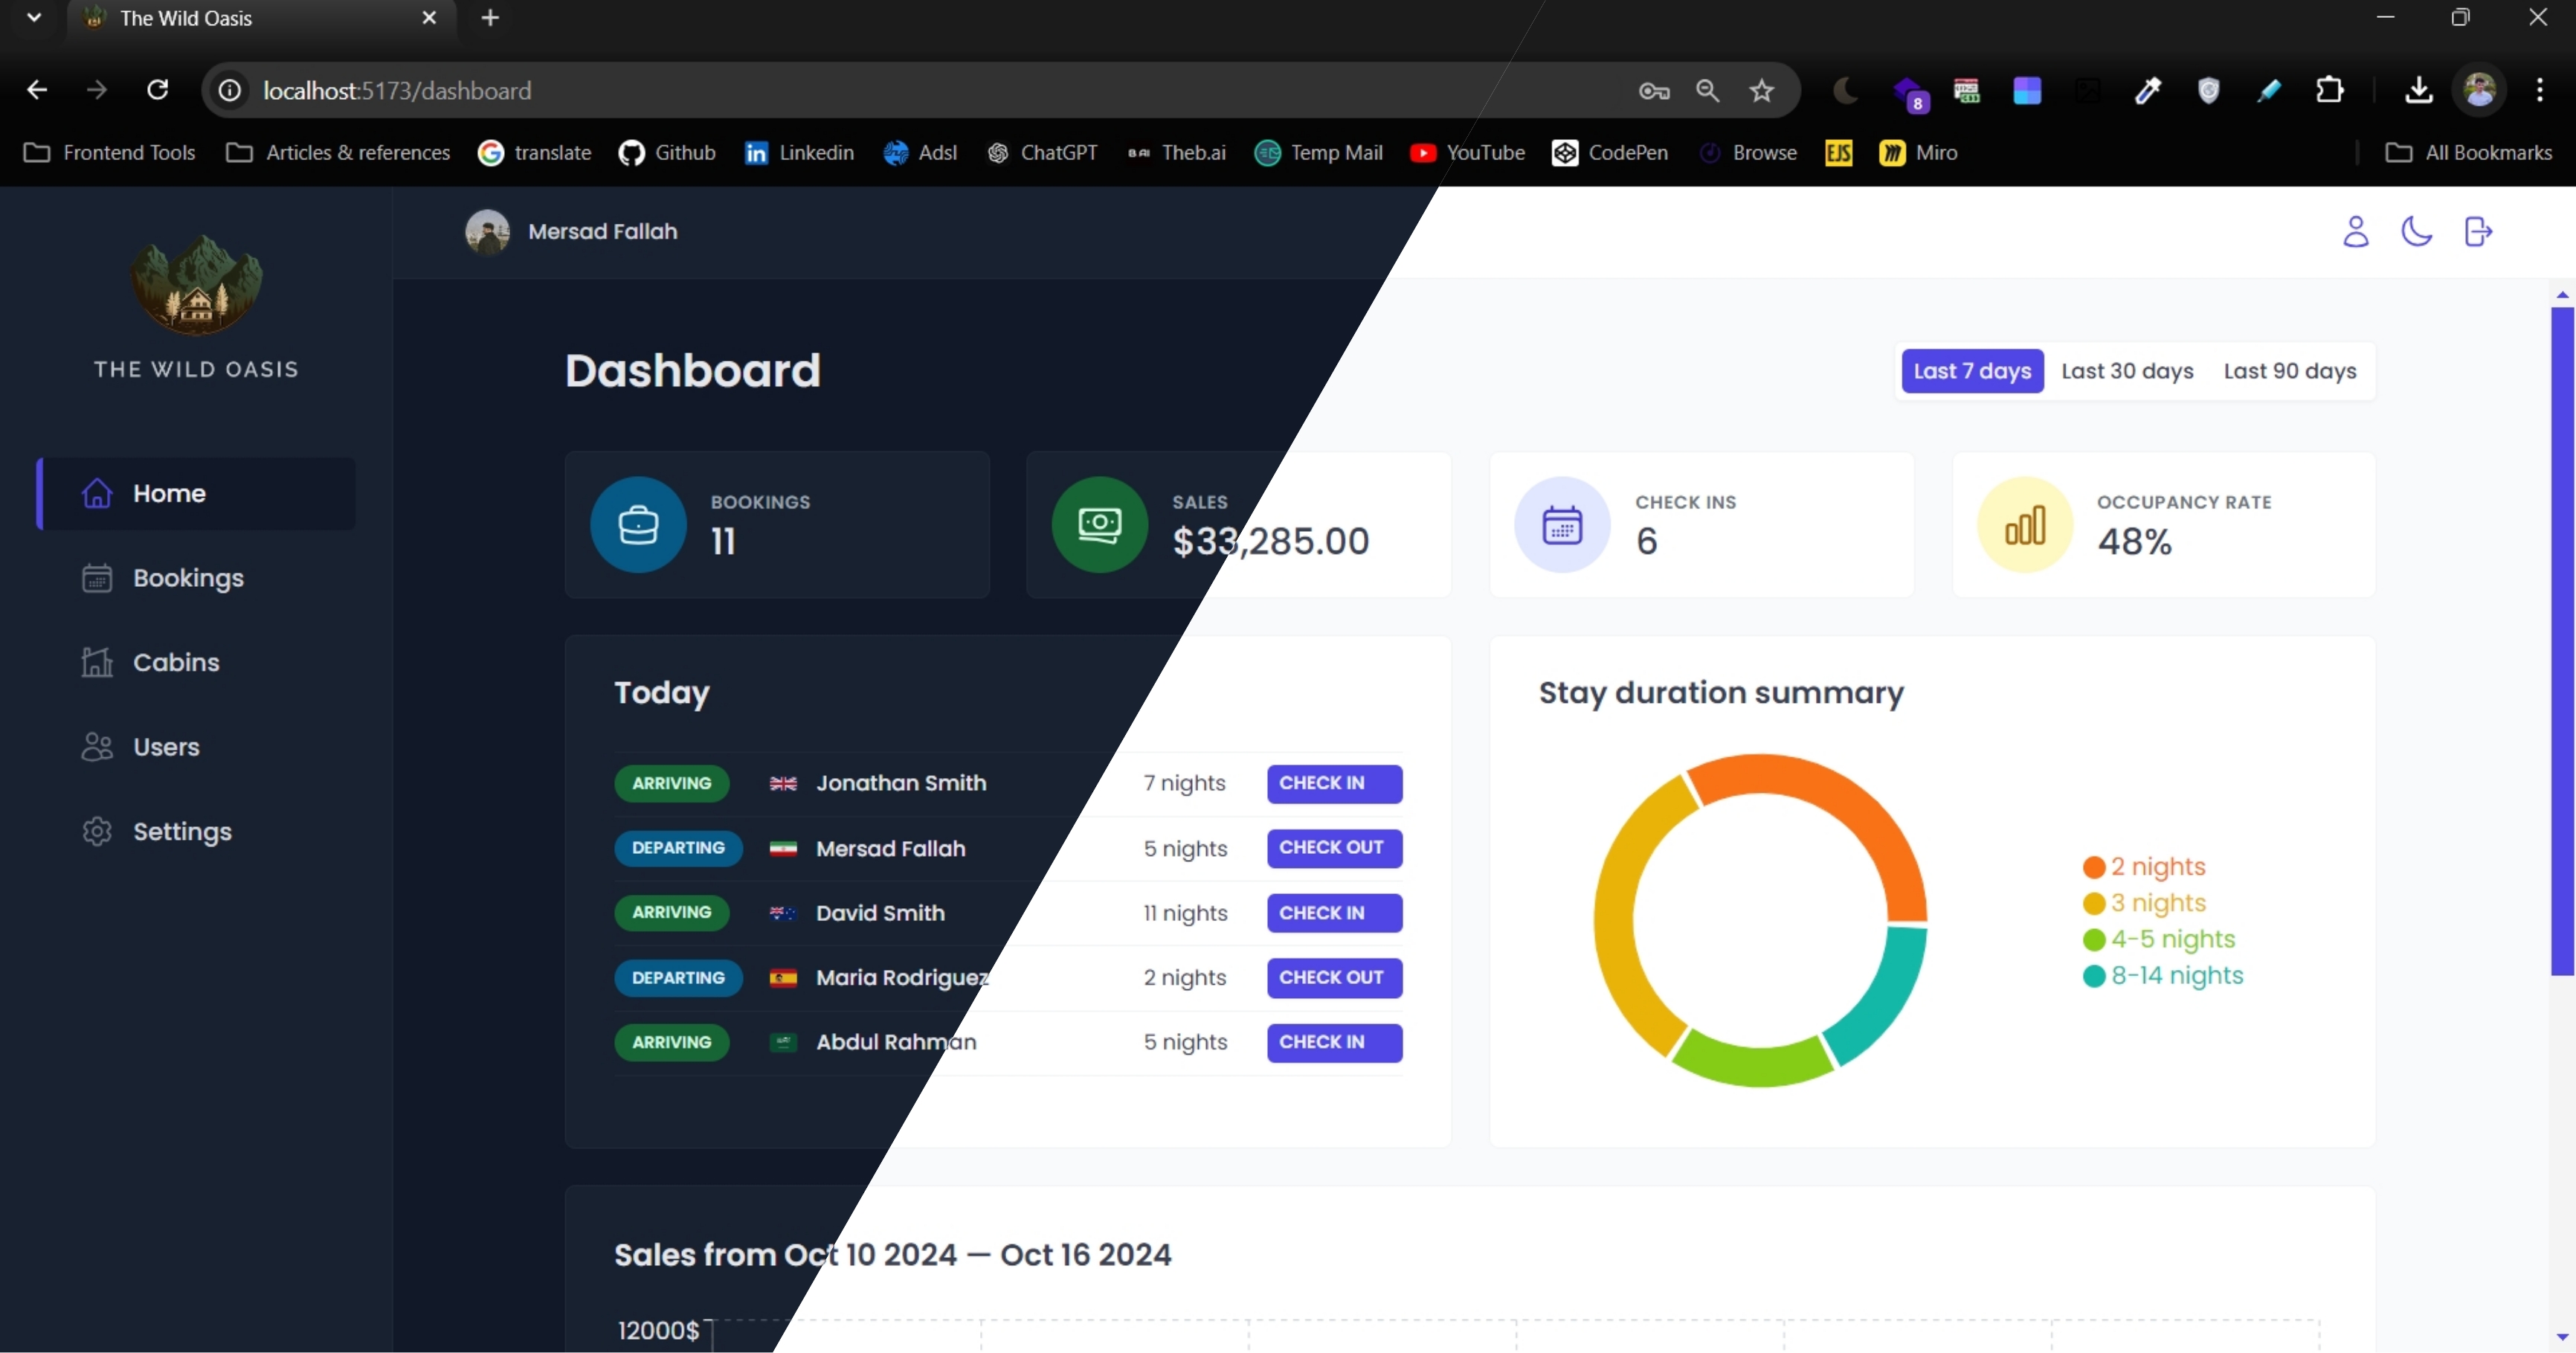 The Wild Oasis
localhost:5173/dashboard
8
Frontend Tools Articles & references translate Github Linkedin Adsl ChatGPT B AI Theb.ai Temp Mail YouTube CodePen Browse EJS Miro All Bookmarks
Mersad Fallah
THE WILD OASIS
Home
Bookings
Cabins
Users
Settings
Dashboard
Last 7 days Last 30 days Last 90 days
BOOKINGS
11
SALES
$33,285.00
CHECK INS
6
OCCUPANCY RATE
48%
Today
ARRIVING Jonathan Smith 7 nights CHECK IN
DEPARTING Mersad Fallah 5 nights CHECK OUT
ARRIVING David Smith 11 nights CHECK IN
DEPARTING Maria Rodriguez 2 nights CHECK OUT
ARRIVING Abdul Rahman 5 nights CHECK IN
Stay duration summary
2 nights
3 nights
4-5 nights
8-14 nights
Sales from Oct 10 2024 — Oct 16 2024
12000$